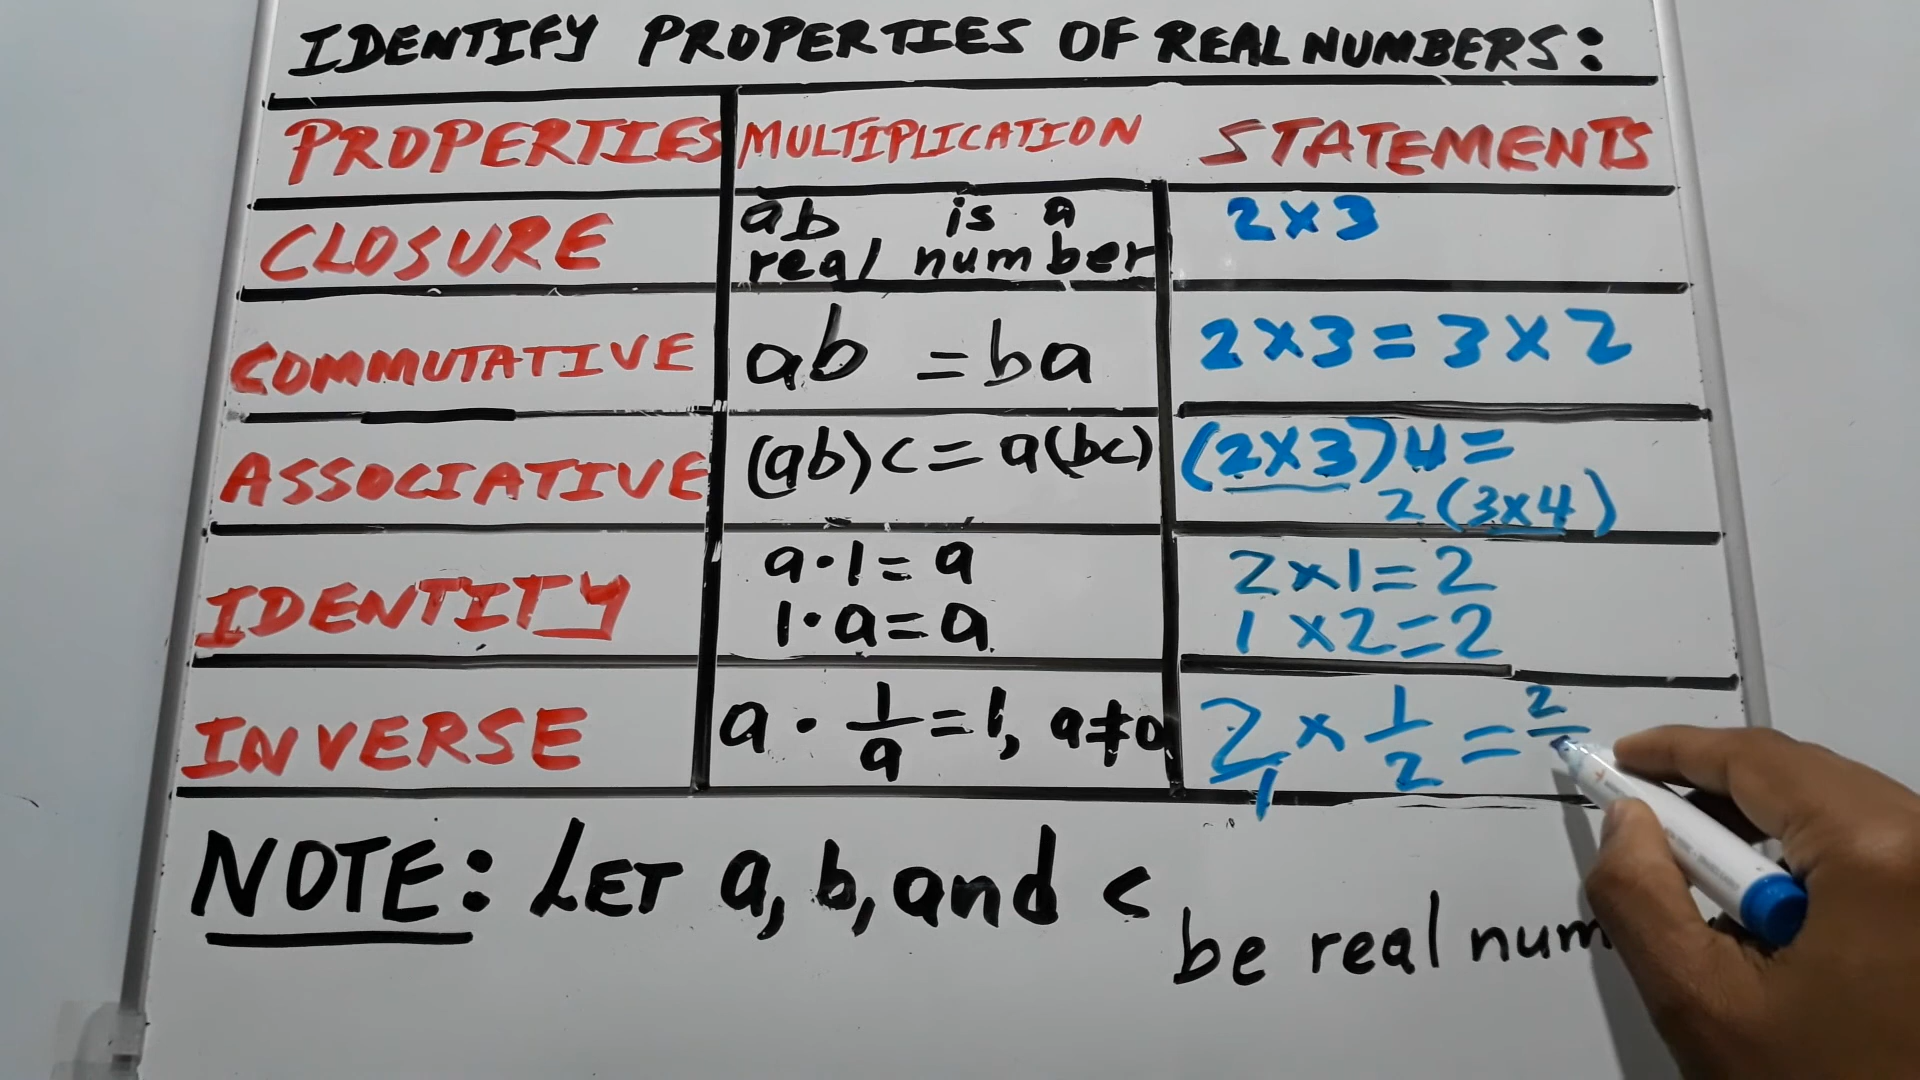 IDENTIFY PROPERTIES OF REAL NUMBERS:
PROPERTIES MULTIPLICATION STATEMENTS
CLOSURE
ab is a
real number
2×3
COMMUTATIVE
ab = ba
2×3=3×2
ASSOCIATIVE
(ab)c=a(bc)
(2×3)4=
2(3×4)
IDENTITY
a·1=a
1·a=a
2×1=2
1×2=2
INVERSE
a·1/a=1, a≠0
2/1×1/2=2/
NOTE: LET a, b, and c
be real num